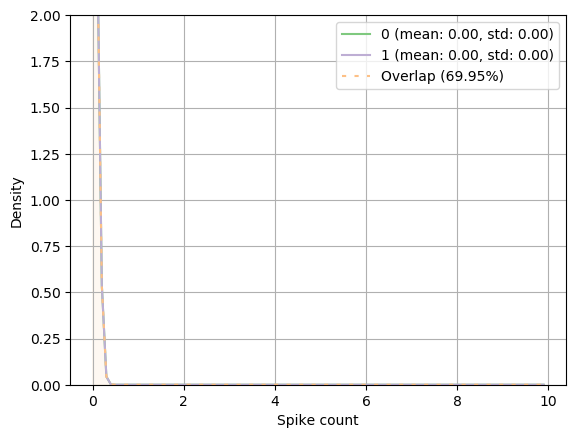 2.00
1.75
1.50
1.25
1.00
0.75
0.50
0.25
0.00
Density
0 (mean: 0.00, std: 0.00)
1 (mean: 0.00, std: 0.00)
Overlap (69.95%)
0 2 4 6 8 10
Spike count